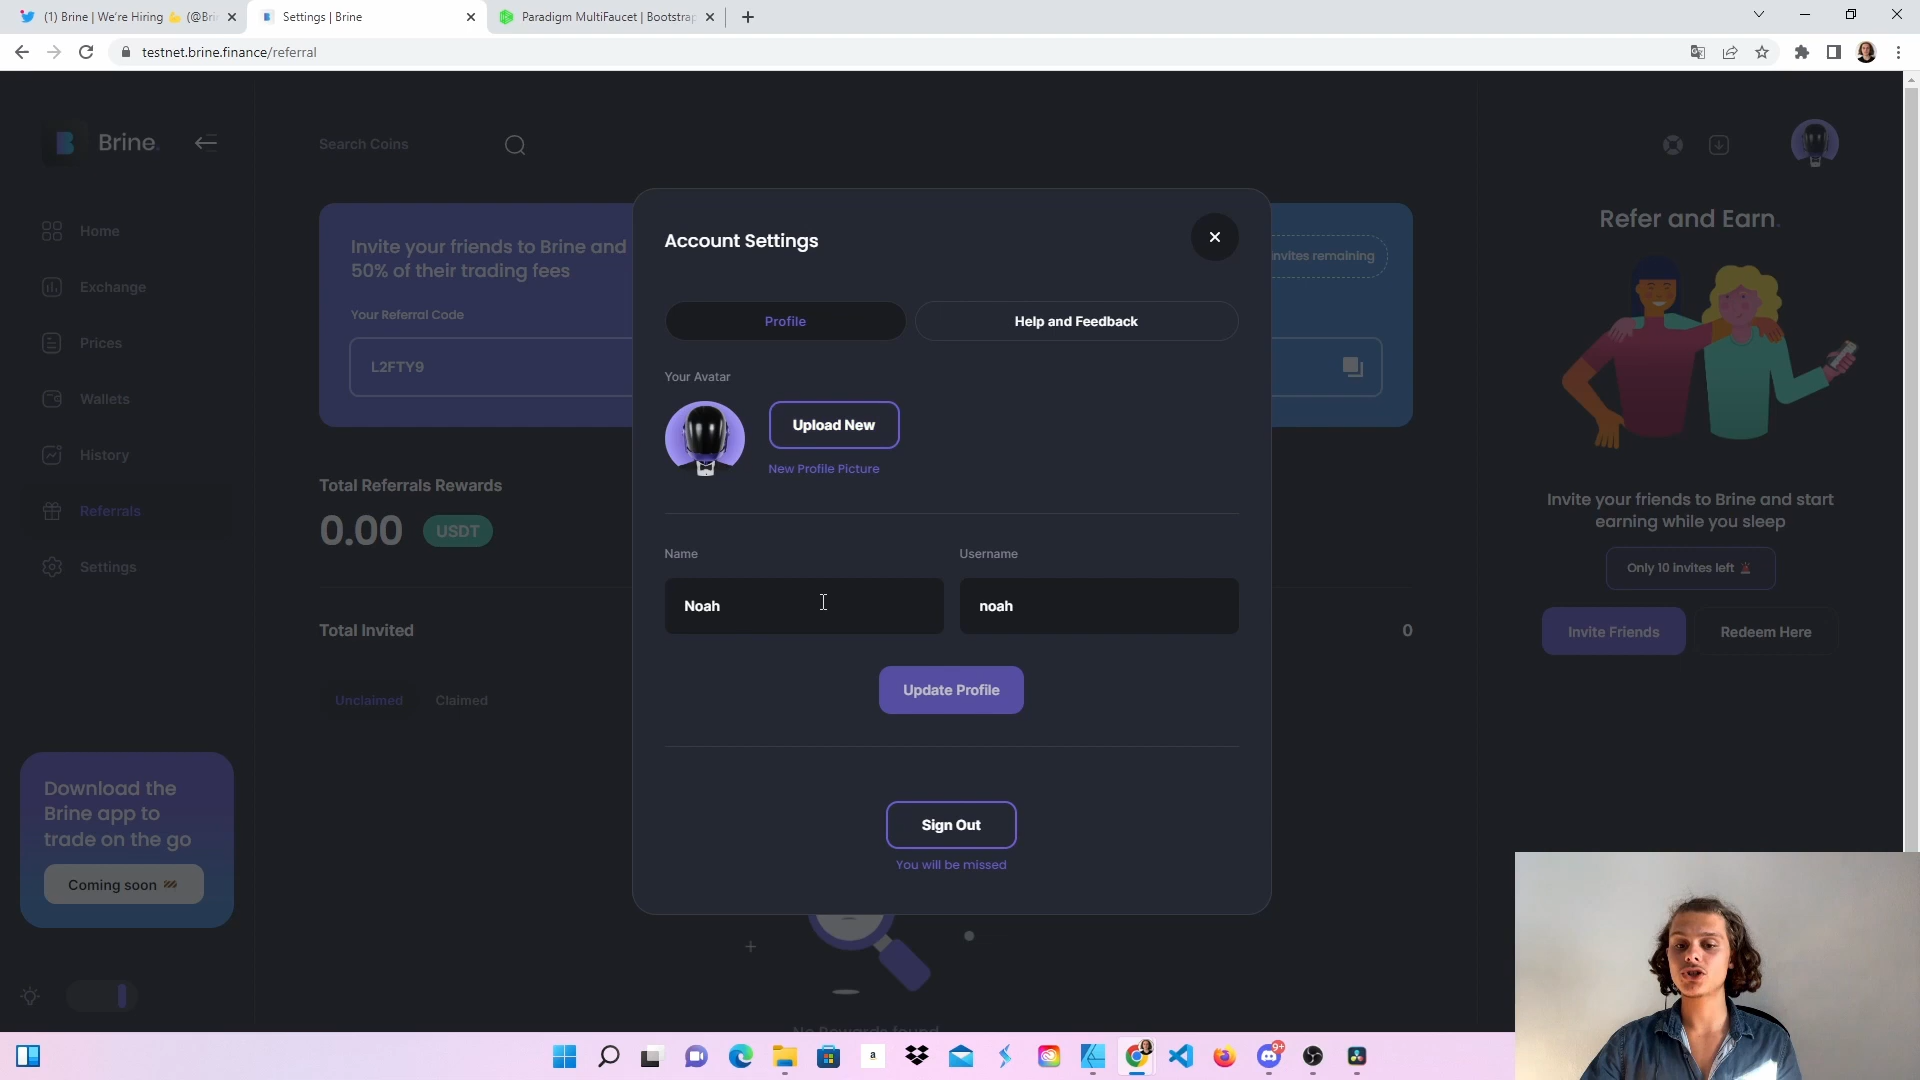 (1) Brine | We're Hiring 💪 (@Brin
Settings | Brine
Paradigm MultiFaucet | Bootstrap
testnet.brine.finance/referral
Brine.
Search Coins
Home
Exchange
Prices
Wallets
History
Referrals
Settings
Download the
Brine app to
trade on the go
Coming soon 🚧
Invite your friends to Brine and
50% of their trading fees
Your Referral Code
L2FTY9
invites remaining
Total Referrals Rewards
0.00 USDT
Total Invited
0
Unclaimed
Claimed
Account Settings
Profile
Help and Feedback
Your Avatar
Upload New
New Profile Picture
Name
Username
Noah
noah
Update Profile
Sign Out
You will be missed
No Rewards found
Refer and Earn.
Invite your friends to Brine and start
earning while you sleep
Only 10 invites left 🚨
Invite Friends
Redeem Here
a
9+